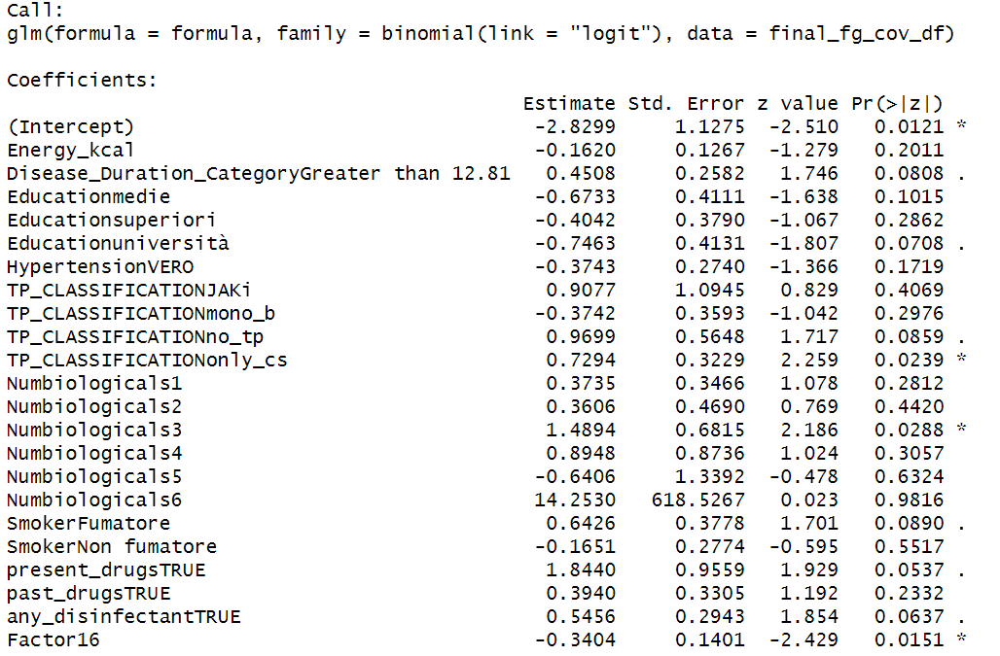 Call:
glm(formula = formula, family = binomial(link = "logit"), data = final_fg_cov_df)
Coefficients:
Estimate Std. Error z value Pr(>|z|)
(Intercept) -2.8299 1.1275 -2.510 0.0121 *
Energy_kcal -0.1620 0.1267 -1.279 0.2011
Disease_Duration_CategoryGreater than 12.81 0.4508 0.2582 1.746 0.0808 .
Educationmedie -0.6733 0.4111 -1.638 0.1015
Educationsuperiori -0.4042 0.3790 -1.067 0.2862
Educationuniversità -0.7463 0.4131 -1.807 0.0708 .
HypertensionVERO -0.3743 0.2740 -1.366 0.1719
TP_CLASSIFICATIONJAKi 0.9077 1.0945 0.829 0.4069
TP_CLASSIFICATIONmono_b -0.3742 0.3593 -1.042 0.2976
TP_CLASSIFICATIONno_tp 0.9699 0.5648 1.717 0.0859 .
TP_CLASSIFICATIONonly_cs 0.7294 0.3229 2.259 0.0239 *
Numbiologicals1 0.3735 0.3466 1.078 0.2812
Numbiologicals2 0.3606 0.4690 0.769 0.4420
Numbiologicals3 1.4894 0.6815 2.186 0.0288 *
Numbiologicals4 0.8948 0.8736 1.024 0.3057
Numbiologicals5 -0.6406 1.3392 -0.478 0.6324
Numbiologicals6 14.2530 618.5267 0.023 0.9816
SmokerFumatore 0.6426 0.3778 1.701 0.0890 .
SmokerNon fumatore -0.1651 0.2774 -0.595 0.5517
present_drugsTRUE 1.8440 0.9559 1.929 0.0537 .
past_drugsTRUE 0.3940 0.3305 1.192 0.2332
any_disinfectantTRUE 0.5456 0.2943 1.854 0.0637 .
Factor16 -0.3404 0.1401 -2.429 0.0151 *